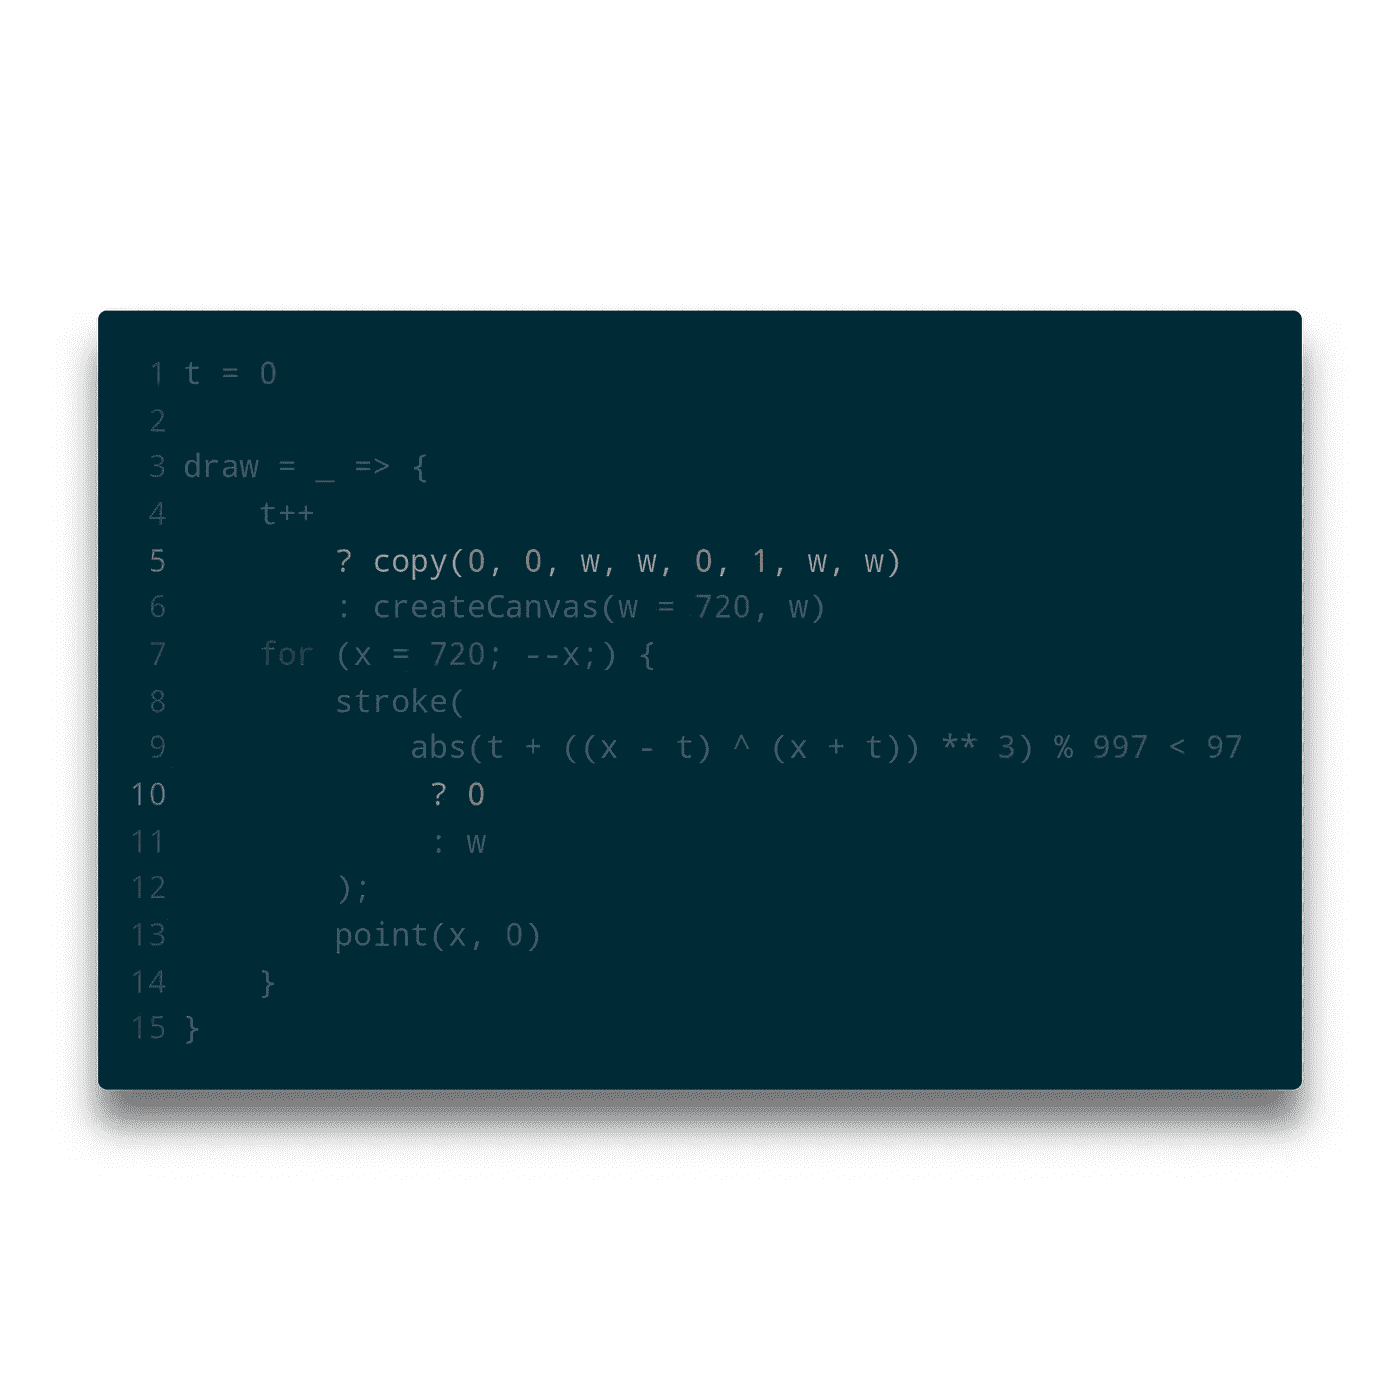 1 t = 0
2
3 draw = _ => {
4     t++
5         ? copy(0, 0, w, w, 0, 1, w, w)
6         : createCanvas(w = 720, w)
7     for (x = 720; --x;) {
8         stroke(
9             abs(t + ((x - t) ^ (x + t)) ** 3) % 997 < 97
10              ? 0
11              : w
12         );
13         point(x, 0)
14     }
15 }